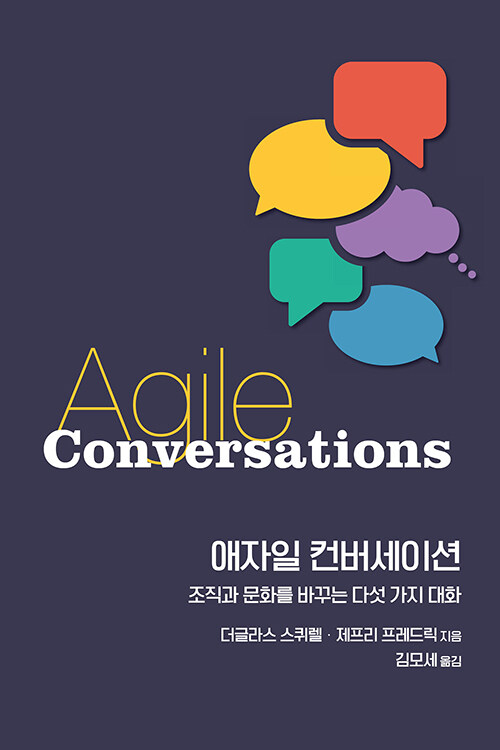 Agile
Conversations
애자일 컨버세이션
조직과 문화를 바꾸는 다섯 가지 대화
더글라스 스퀴렐 · 제프리 프레드릭 지음
김모세 옮김